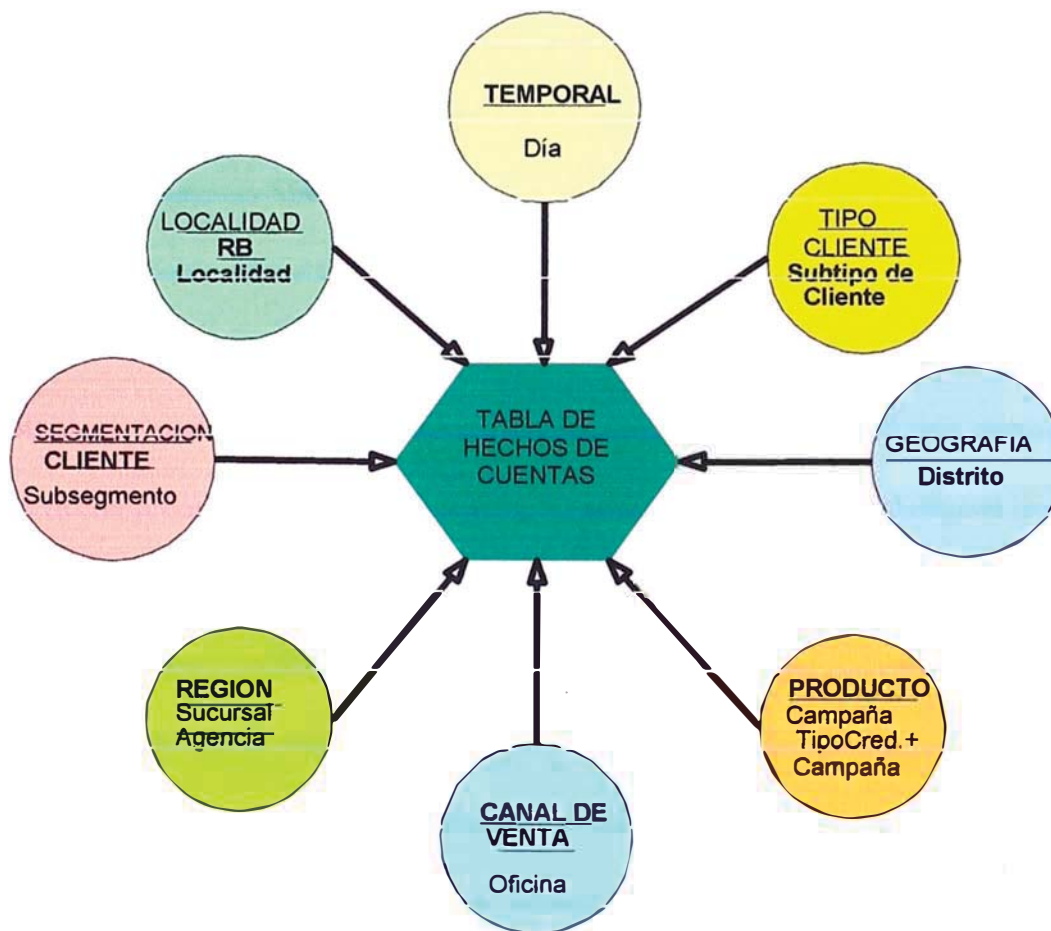 TEMPORAL
Día
LOCALIDAD
RB
Localidad
TIPO
CLIENTE
Subtipo de
Cliente
SEGMENTACION
CLIENTE
Subsegmento
TABLA DE
HECHOS DE
CUENTAS
GEOGRAFIA
Distrito
REGION
Sucursal
Agencia
CANAL DE
VENTA
Oficina
PRODUCTO
Campaña
TipoCred.+
Campaña